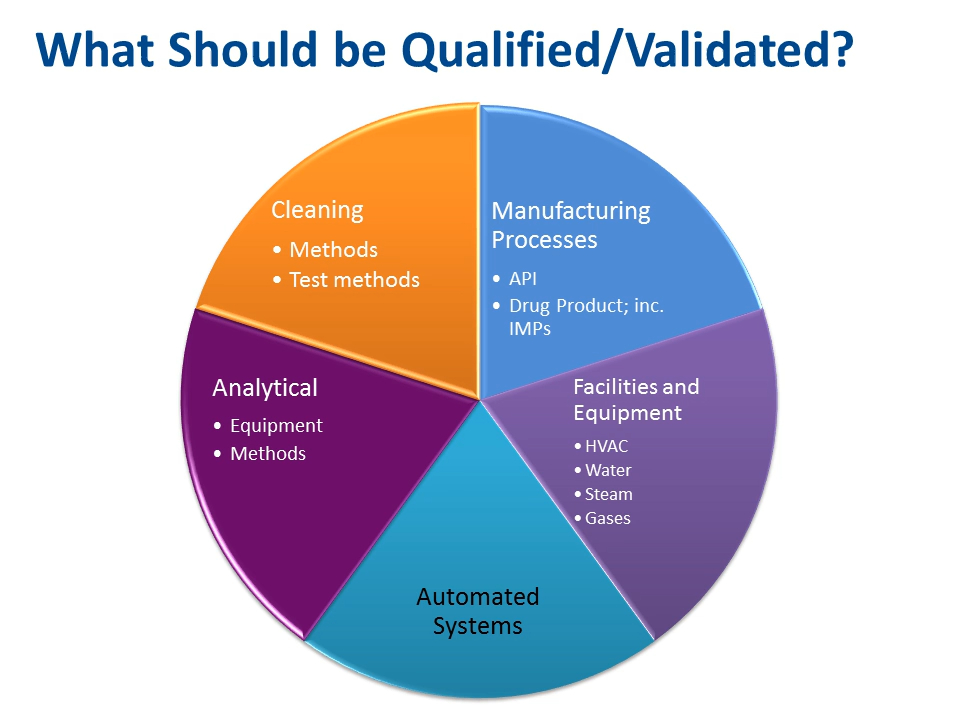 What Should be Qualified/Validated?
Cleaning
• Methods
• Test methods
Manufacturing
Processes
• API
• Drug Product; inc.
IMPs
Analytical
• Equipment
• Methods
Facilities and
Equipment
• HVAC
• Water
• Steam
• Gases
Automated
Systems